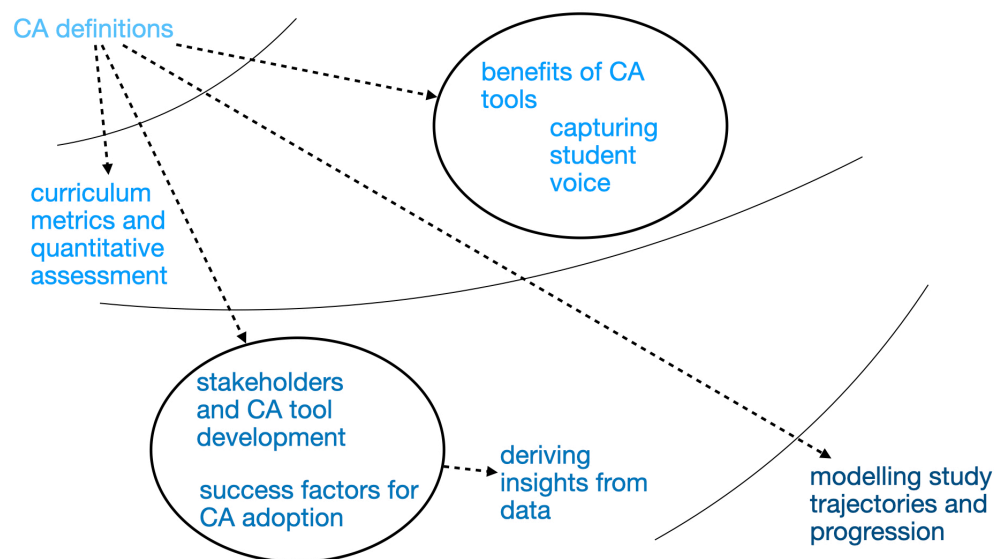 CA definitions
benefits of CA
tools
capturing
student
voice
curriculum
metrics and
quantitative
assessment
stakeholders
and CA tool
development
success factors for
CA adoption
deriving
insights from
data
modelling study
trajectories and
progression